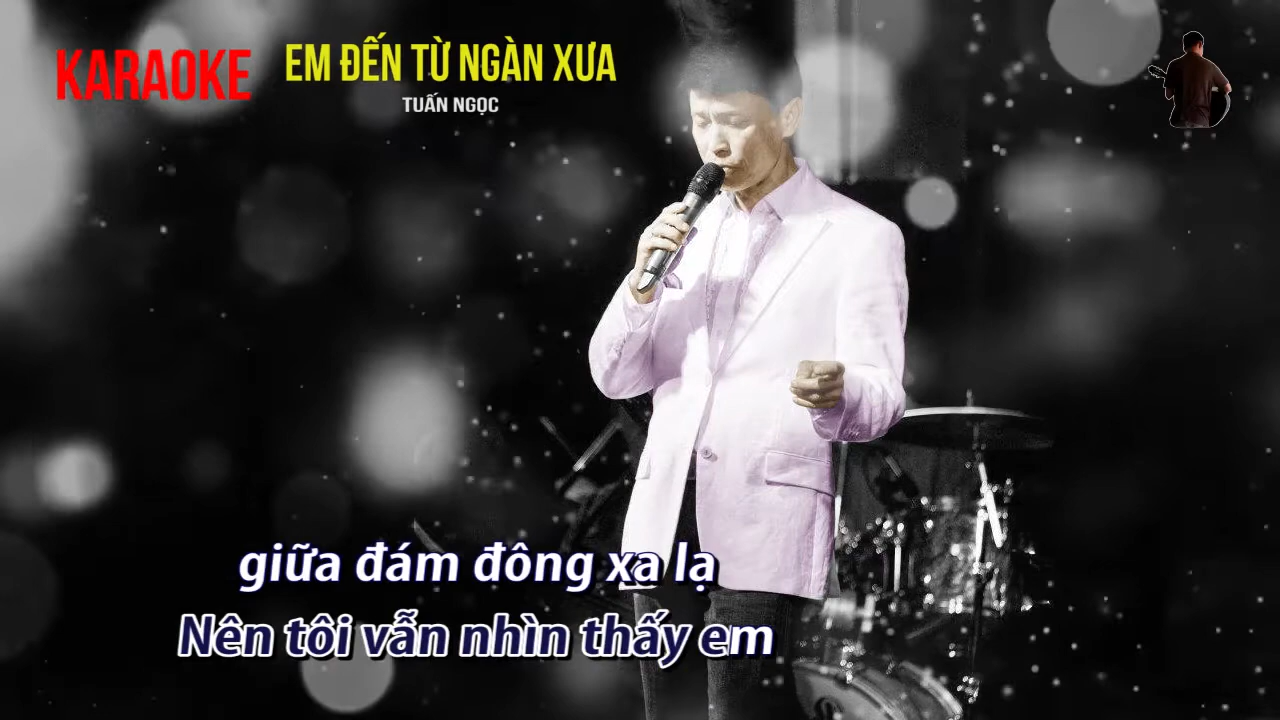 KARAOKE EM ĐẾN TỪ NGÀN XƯA
TUẤN NGỌC
giữa đám đông xa lạ
Nên tôi vẫn nhìn thấy em